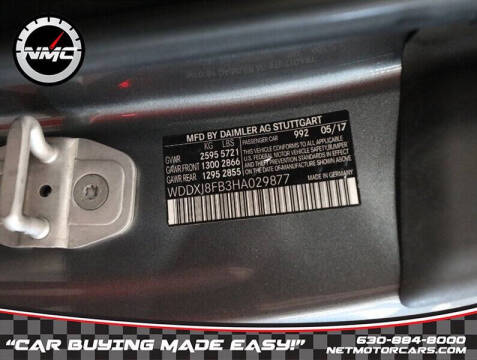 NMC
MFD BY DAIMLER AG STUTTGART
KG LBS PASSENGER CAR 992 05/17
GVWR 2595 5721
GAWR FRONT 1300 2866
GAWR REAR 1295 2855
WDDXJ8FB3HA029877
MADE IN GERMANY
"CAR BUYING MADE EASY!"
630-884-8000
NETMOTORCARS.COM